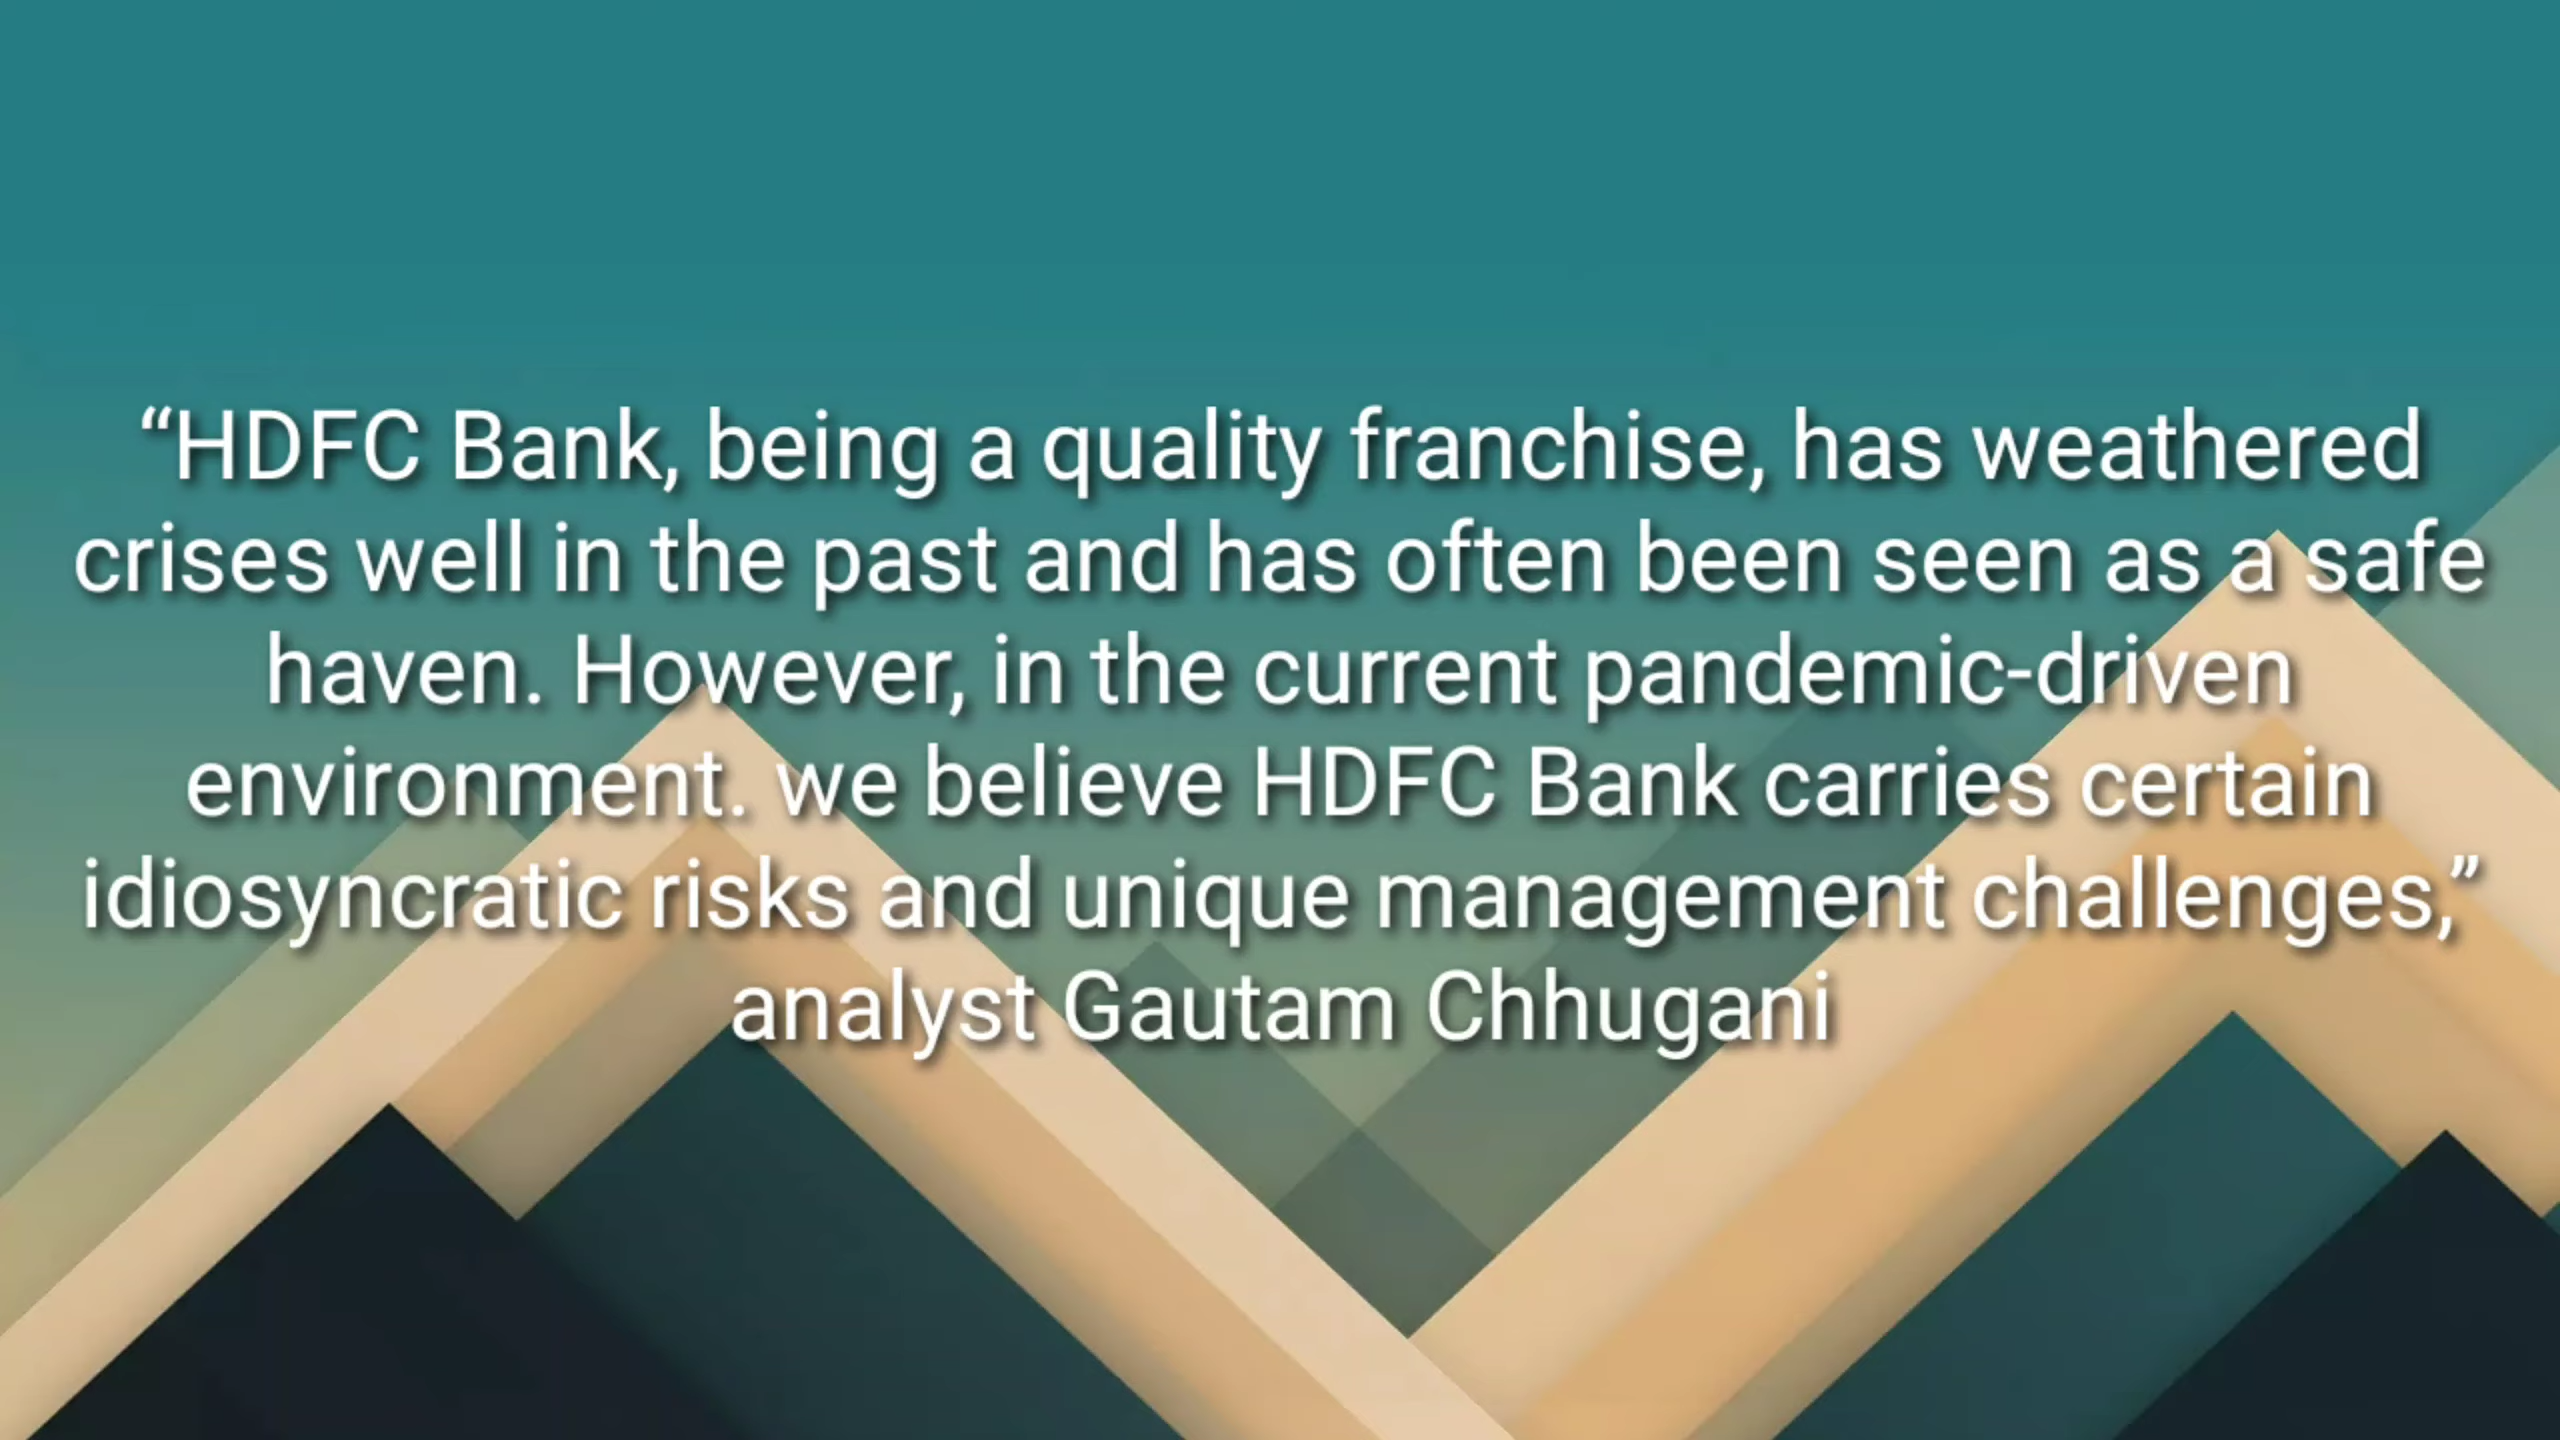 “HDFC Bank, being a quality franchise, has weathered
crises well in the past and has often been seen as a safe
haven. However, in the current pandemic-driven
environment. we believe HDFC Bank carries certain
idiosyncratic risks and unique management challenges,”
analyst Gautam Chhugani